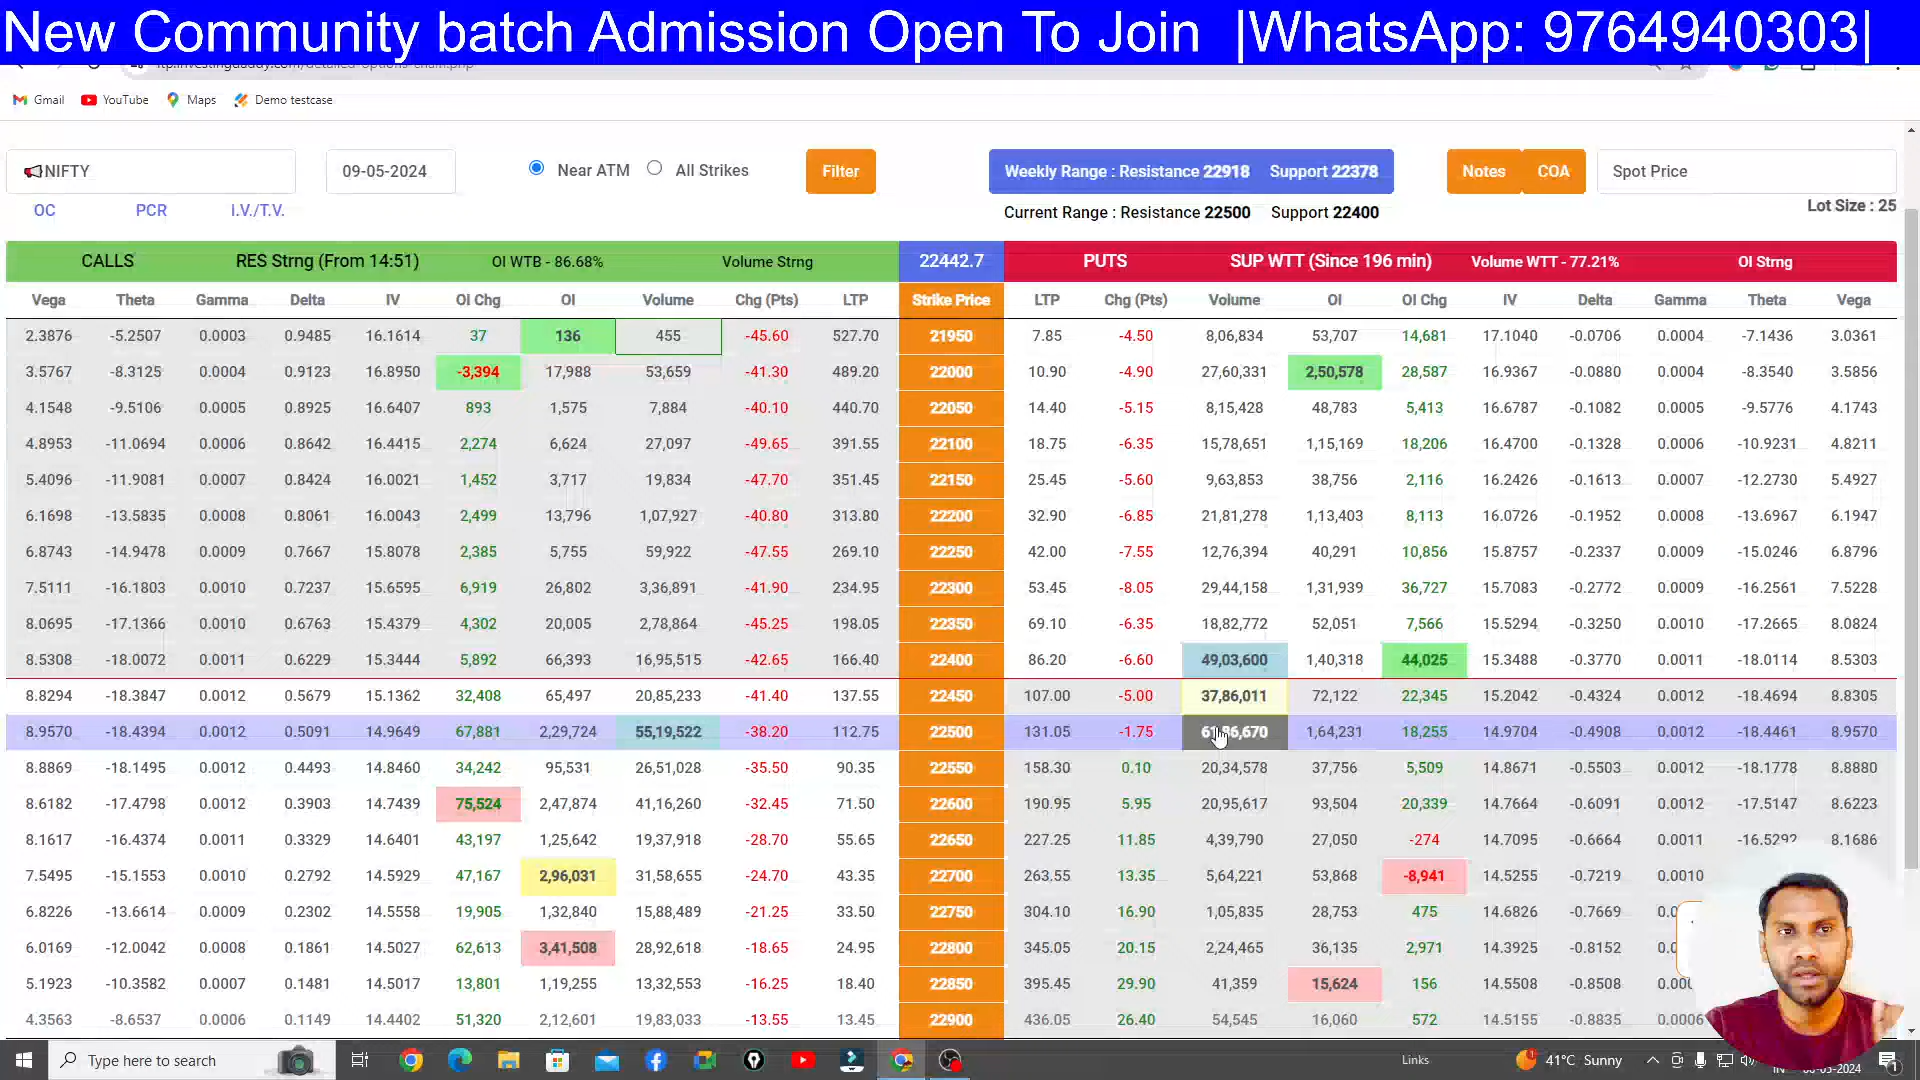 New Community batch Admission Open To Join |WhatsApp: 9764940303|
Gmail YouTube Maps Demo testcase
NIFTY 09-05-2024 Near ATM All Strikes Filter Weekly Range : Resistance 22918 Support 22378 Notes COA Spot Price
OC PCR I.V./T.V. Current Range : Resistance 22500 Support 22400 Lot Size : 25
CALLS RES Strng (From 14:51) OI WTB - 86.68% Volume Strng 22442.7 PUTS SUP WTT (Since 196 min) Volume WTT - 77.21% OI Strng
Vega Theta Gamma Delta IV OI Chg OI Volume Chg (Pts) LTP Strike Price LTP Chg (Pts) Volume OI OI Chg IV Delta Gamma Theta Vega
2.3876 -5.2507 0.0003 0.9485 16.1614 37 136 455 -45.60 527.70 21950 7.85 -4.50 8,06,834 53,707 14,681 17.1040 -0.0706 0.0004 -7.1436 3.0361
3.5767 -8.3125 0.0004 0.9123 16.8950 -3,394 17,988 53,659 -41.30 489.20 22000 10.90 -4.90 27,60,331 2,50,578 28,587 16.9367 -0.0880 0.0004 -8.3540 3.5856
4.1548 -9.5106 0.0005 0.8925 16.6407 893 1,575 7,884 -40.10 440.70 22050 14.40 -5.15 8,15,428 48,783 5,413 16.6787 -0.1082 0.0005 -9.5776 4.1743
4.8953 -11.0694 0.0006 0.8642 16.4415 2,274 6,624 27,097 -49.65 391.55 22100 18.75 -6.35 15,78,651 1,15,169 18,206 16.4700 -0.1328 0.0006 -10.9231 4.8211
5.4096 -11.9081 0.0007 0.8424 16.0021 1,452 3,717 19,834 -47.70 351.45 22150 25.45 -5.60 9,63,853 38,756 2,116 16.2426 -0.1613 0.0007 -12.2730 5.4927
6.1698 -13.5835 0.0008 0.8061 16.0043 2,499 13,796 1,07,927 -40.80 313.80 22200 32.90 -6.85 21,81,278 1,13,403 8,113 16.0726 -0.1952 0.0008 -13.6967 6.1947
6.8743 -14.9478 0.0009 0.7667 15.8078 2,385 5,755 59,922 -47.55 269.10 22250 42.00 -7.55 12,76,394 40,291 10,856 15.8757 -0.2337 0.0009 -15.0246 6.8796
7.5111 -16.1803 0.0010 0.7237 15.6595 6,919 26,802 3,36,891 -41.90 234.95 22300 53.45 -8.05 29,44,158 1,31,939 36,727 15.7083 -0.2772 0.0009 -16.2561 7.5228
8.0695 -17.1366 0.0010 0.6763 15.4379 4,302 20,005 2,78,864 -45.25 198.05 22350 69.10 -6.35 18,82,772 52,051 7,566 15.5294 -0.3250 0.0010 -17.2665 8.0824
8.5308 -18.0072 0.0011 0.6229 15.3444 5,892 66,393 16,95,515 -42.65 166.40 22400 86.20 -6.60 49,03,600 1,40,318 44,025 15.3488 -0.3770 0.0011 -18.0114 8.5303
8.8294 -18.3847 0.0012 0.5679 15.1362 32,408 65,497 20,85,233 -41.40 137.55 22450 107.00 -5.00 37,86,011 72,122 22,345 15.2042 -0.4324 0.0012 -18.4694 8.8305
8.9570 -18.4394 0.0012 0.5091 14.9649 67,881 2,29,724 55,19,522 -38.20 112.75 22500 131.05 -1.75 1,64,231 18,255 14.9704 -0.4908 0.0012 -18.4461 8.9570
8.8869 -18.1495 0.0012 0.4493 14.8460 34,242 95,531 26,51,028 -35.50 90.35 22550 158.30 0.10 20,34,578 37,756 5,509 14.8671 -0.5503 0.0012 -18.1778 8.8880
8.6182 -17.4798 0.0012 0.3903 14.7439 75,524 2,47,874 41,16,260 -32.45 71.50 22600 190.95 5.95 20,95,617 93,504 20,339 14.7664 -0.6091 0.0012 -17.5147 8.6223
8.1617 -16.4374 0.0011 0.3329 14.6401 43,197 1,25,642 19,37,918 -28.70 55.65 22650 227.25 11.85 4,39,790 27,050 -274 14.7095 -0.6664 0.0011 -16.5292 8.1686
7.5495 -15.1553 0.0010 0.2792 14.5929 47,167 2,96,031 31,58,655 -24.70 43.35 22700 263.55 13.35 5,64,221 53,868 -8,941 14.5255 -0.7219 0.0010
6.8226 -13.6614 0.0009 0.2302 14.5558 19,905 1,32,840 15,88,489 -21.25 33.50 22750 304.10 16.90 1,05,835 28,753 475 14.6826 -0.7669
6.0169 -12.0042 0.0008 0.1861 14.5027 62,613 3,41,508 28,92,618 -18.65 24.95 22800 345.05 20.15 2,24,465 36,135 2,971 14.3925 -0.8152
5.1923 -10.3582 0.0007 0.1481 14.5017 13,801 1,19,255 13,32,553 -16.25 18.40 22850 395.45 29.90 41,359 15,624 156 14.5508 -0.8508
4.3563 -8.6537 0.0006 0.1149 14.4402 51,320 2,12,601 19,83,033 -13.55 13.45 22900 436.05 26.40 54,545 16,060 572 14.5155 -0.8835 0.0006
Type here to search Links 41°C Sunny